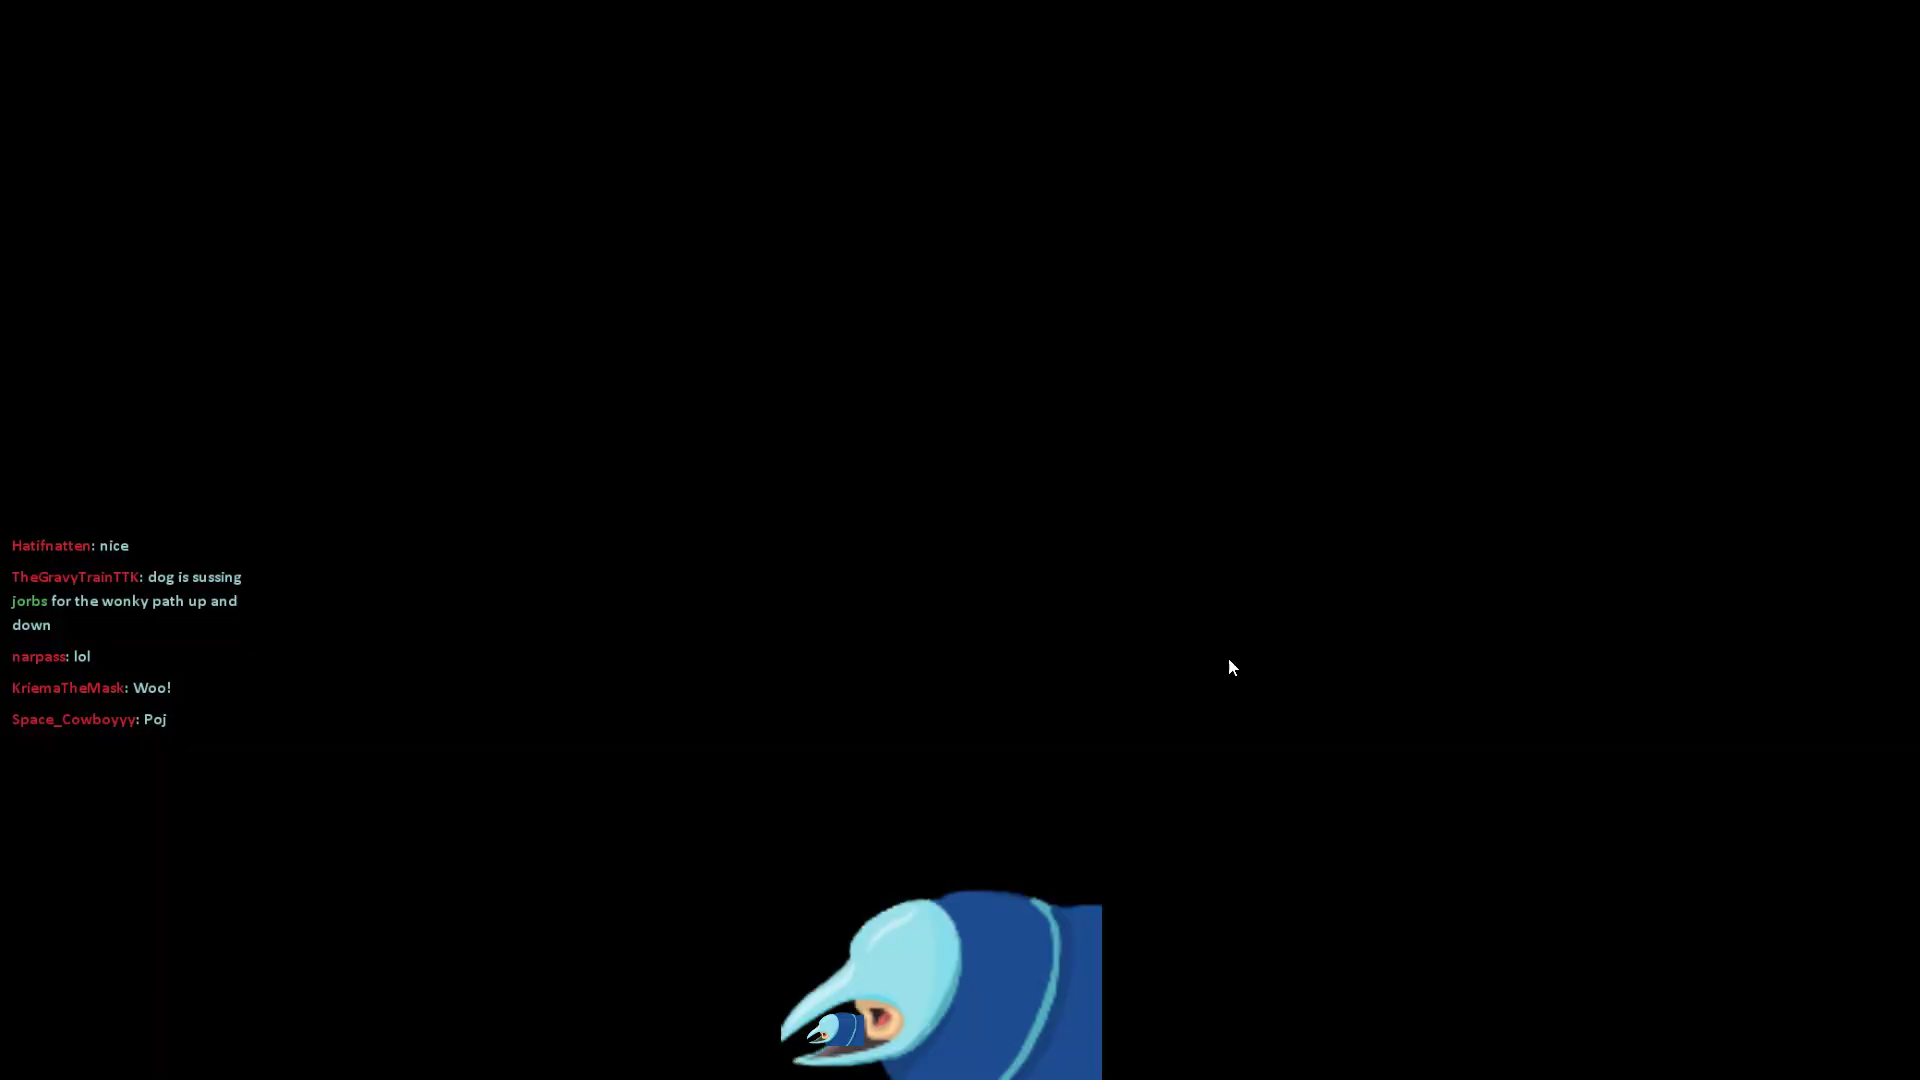 Hatifnatten: nice
TheGravyTrainTTK: dog is sussing
jorbs for the wonky path up and
down
narpass: lol
KriemaTheMask: Woo!
Space_Cowboyyy: Poj